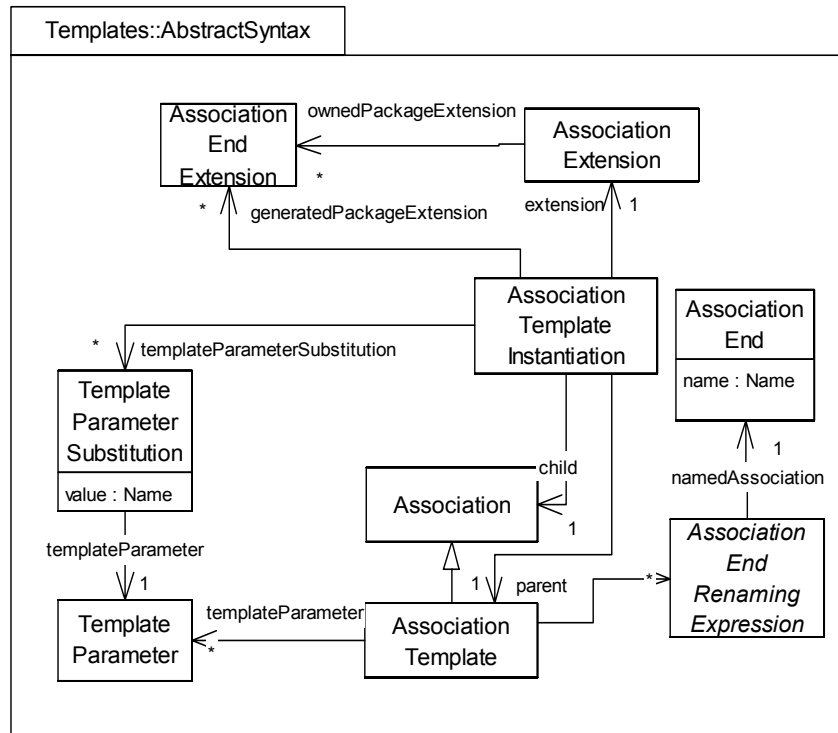 Templates::AbstractSyntax
ownedPackageExtension
Association
End
Extension
Association
Extension
*
*
generatedPackageExtension
extension
1
Association
Template
Instantiation
Association
End
name : Name
*
templateParameterSubstitution
Template
Parameter
Substitution
value : Name
child
1
Association
1
namedAssociation
templateParameter
1
Association
End
Renaming
Expression
1
parent
*
templateParameter
*
Template
Parameter
Association
Template